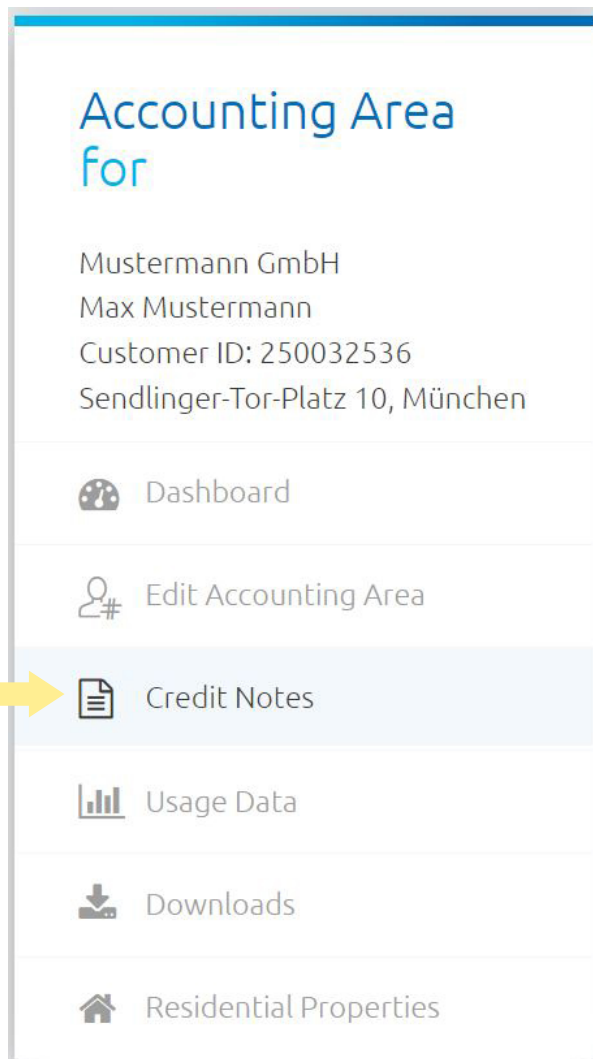 Accounting Area
for
Mustermann GmbH
Max Mustermann
Customer ID: 250032536
Sendlinger-Tor-Platz 10, München
Dashboard
Edit Accounting Area
Credit Notes
Usage Data
Downloads
Residential Properties